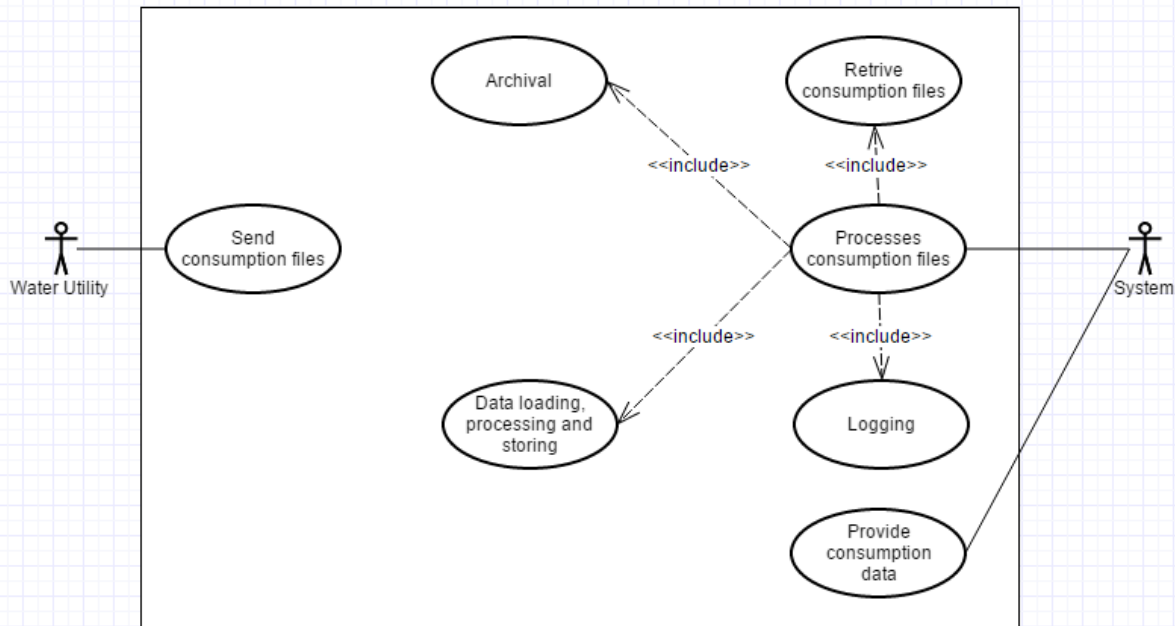 Archival
Retrive
consumption files
<<include>>
<<include>>
Send
consumption files
Processes
consumption files
Water Utility
System
<<include>>
<<include>>
Data loading,
processing and
storing
Logging
Provide
consumption
data